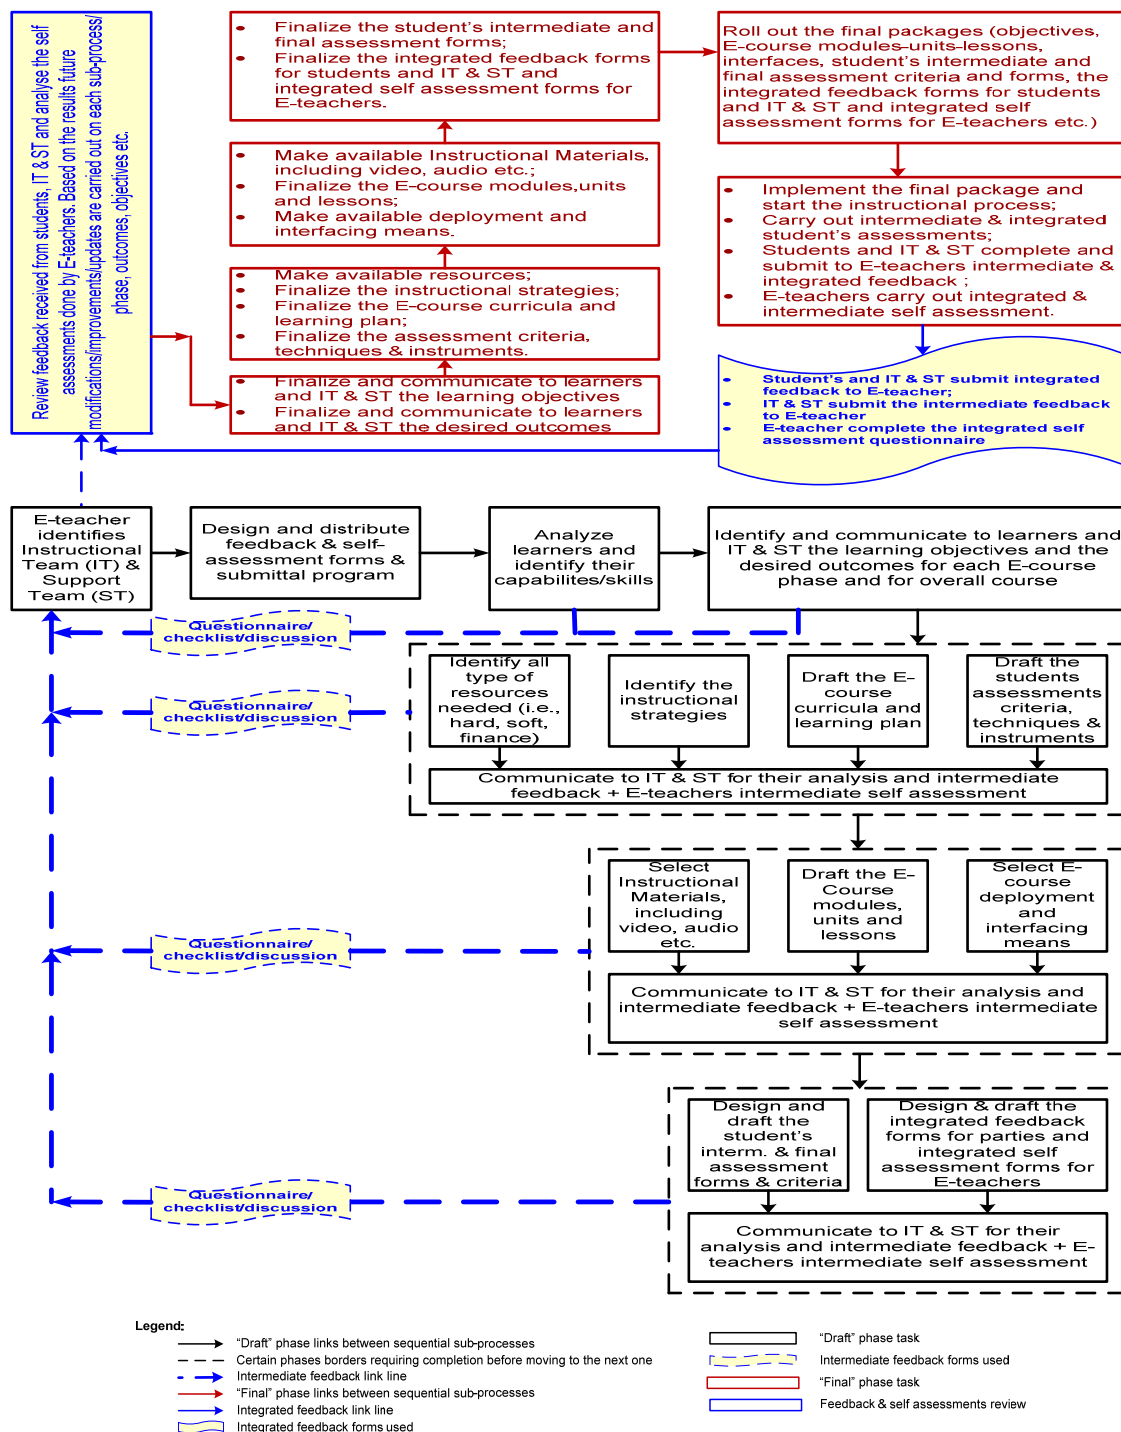 Review feedback received from students, IT & ST and analyse the self
assessments done by E-teachers. Based on the results future
modifications/improvements/updates are carried out on each sub-process/
phase, outcomes, objectives etc.
• Finalize the student's intermediate and
final assessment forms;
• Finalize the integrated feedback forms
for students and IT & ST and
integrated self assessment forms for
E-teachers.
Roll out the final packages (objectives,
E-course modules-units-lessons,
interfaces, student's intermediate and
final assessment criteria and forms, the
integrated feedback forms for students
and IT & ST and integrated self
assessment forms for E-teachers etc.)
• Make available Instructional Materials,
including video, audio etc.;
• Finalize the E-course modules,units
and lessons;
• Make available deployment and
interfacing means.
• Implement the final package and
start the instructional process;
• Carry out intermediate & integrated
student's assessments;
• Students and IT & ST complete and
submit to E-teachers intermediate &
integrated feedback ;
• E-teachers carry out integrated &
intermediate self assessment.
• Make available resources;
• Finalize the instructional strategies;
• Finalize the E-course curricula and
learning plan;
• Finalize the assessment criteria,
techniques & instruments.
• Finalize and communicate to learners
and IT & ST the learning objectives
• Finalize and communicate to learners
and IT & ST the desired outcomes
• Student's and IT & ST submit integrated
feedback to E-teacher;
• IT & ST submit the intermediate feedback
to E-teacher
• E-teacher complete the integrated self
assessment questionnaire
E-teacher
identifies
Instructional
Team (IT) &
Support
Team (ST)
Design and distribute
feedback & self-
assessment forms &
submittal program
Analyze
learners and
identify their
capabilites/skills
Identify and communicate to learners and
IT & ST the learning objectives and the
desired outcomes for each E-course
phase and for overall course
Questionnaire/
checklist/discussion
Identify all
type of
resources
needed (i.e.,
hard, soft,
finance)
Identify the
instructional
strategies
Draft the E-
course
curricula and
learning plan
Draft the
students
assessments
criteria,
techniques &
instruments
Questionnaire/
checklist/discussion
Communicate to IT & ST for their analysis and intermediate
feedback + E-teachers intermediate self assessment
Select
Instructional
Materials,
including
video, audio
etc.
Draft the E-
Course
modules,
units and
lessons
Select E-
course
deployment
and
interfacing
means
Questionnaire/
checklist/discussion
Communicate to IT & ST for their analysis and
intermediate feedback + E-teachers intermediate
self assessment
Design and
draft the
student's
interm. & final
assessment
forms & criteria
Design & draft the
integrated feedback
forms for parties and
integrated self
assessment forms for
E-teachers
Questionnaire/
checklist/discussion
Communicate to IT & ST for their
analysis and intermediate feedback + E-
teachers intermediate self assessment
Legend:
"Draft" phase links between sequential sub-processes
Certain phases borders requiring completion before moving to the next one
Intermediate feedback link line
"Final" phase links between sequential sub-processes
Integrated feedback link line
Integrated feedback forms used
"Draft" phase task
Intermediate feedback forms used
"Final" phase task
Feedback & self assessments review